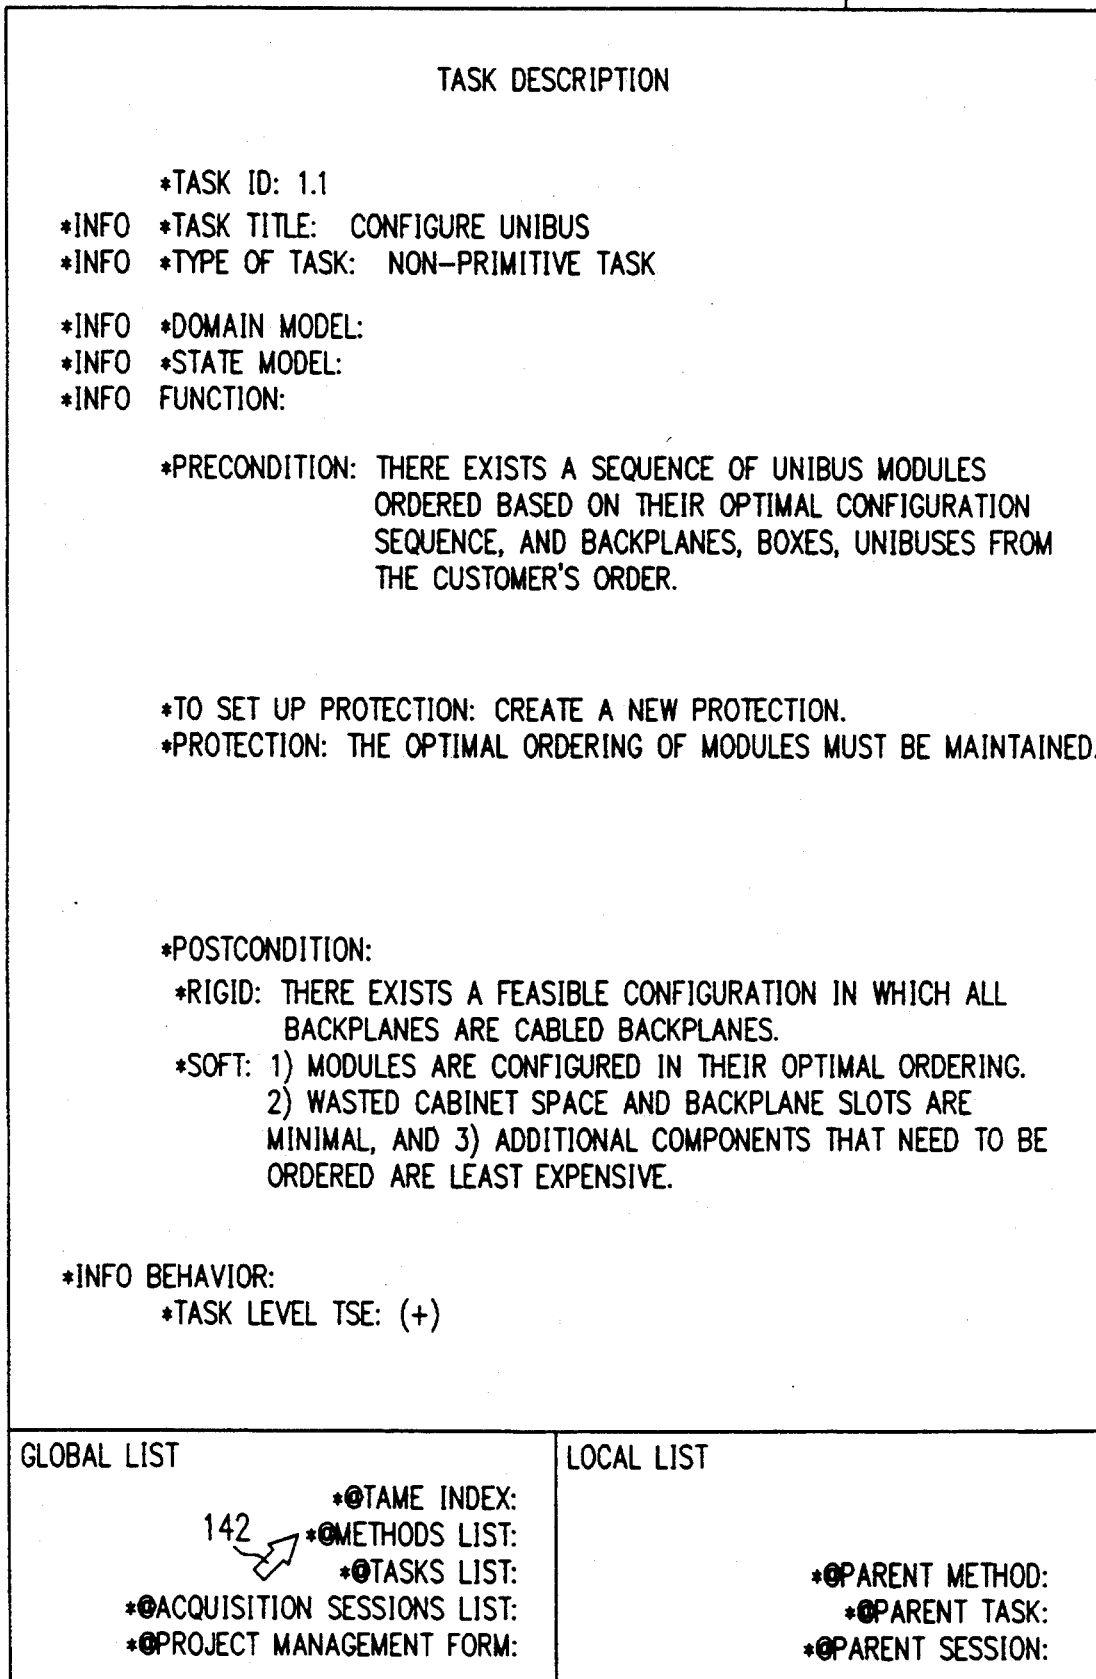 TASK DESCRIPTION
*TASK ID: 1.1
*INFO *TASK TITLE: CONFIGURE UNIBUS
*INFO *TYPE OF TASK: NON-PRIMITIVE TASK
*INFO *DOMAIN MODEL:
*INFO *STATE MODEL:
*INFO FUNCTION:
*PRECONDITION: THERE EXISTS A SEQUENCE OF UNIBUS MODULES
ORDERED BASED ON THEIR OPTIMAL CONFIGURATION
SEQUENCE, AND BACKPLANES, BOXES, UNIBUSES FROM
THE CUSTOMER'S ORDER.
*TO SET UP PROTECTION: CREATE A NEW PROTECTION.
*PROTECTION: THE OPTIMAL ORDERING OF MODULES MUST BE MAINTAINED.
*POSTCONDITION:
*RIGID: THERE EXISTS A FEASIBLE CONFIGURATION IN WHICH ALL
BACKPLANES ARE CABLED BACKPLANES.
*SOFT: 1) MODULES ARE CONFIGURED IN THEIR OPTIMAL ORDERING.
2) WASTED CABINET SPACE AND BACKPLANE SLOTS ARE
MINIMAL, AND 3) ADDITIONAL COMPONENTS THAT NEED TO BE
ORDERED ARE LEAST EXPENSIVE.
*INFO BEHAVIOR:
*TASK LEVEL TSE: (+)
GLOBAL LIST
*@TAME INDEX:
142 *@METHODS LIST:
*@TASKS LIST:
*@ACQUISITION SESSIONS LIST:
*@PROJECT MANAGEMENT FORM:
LOCAL LIST
*@PARENT METHOD:
*@PARENT TASK:
*@PARENT SESSION: